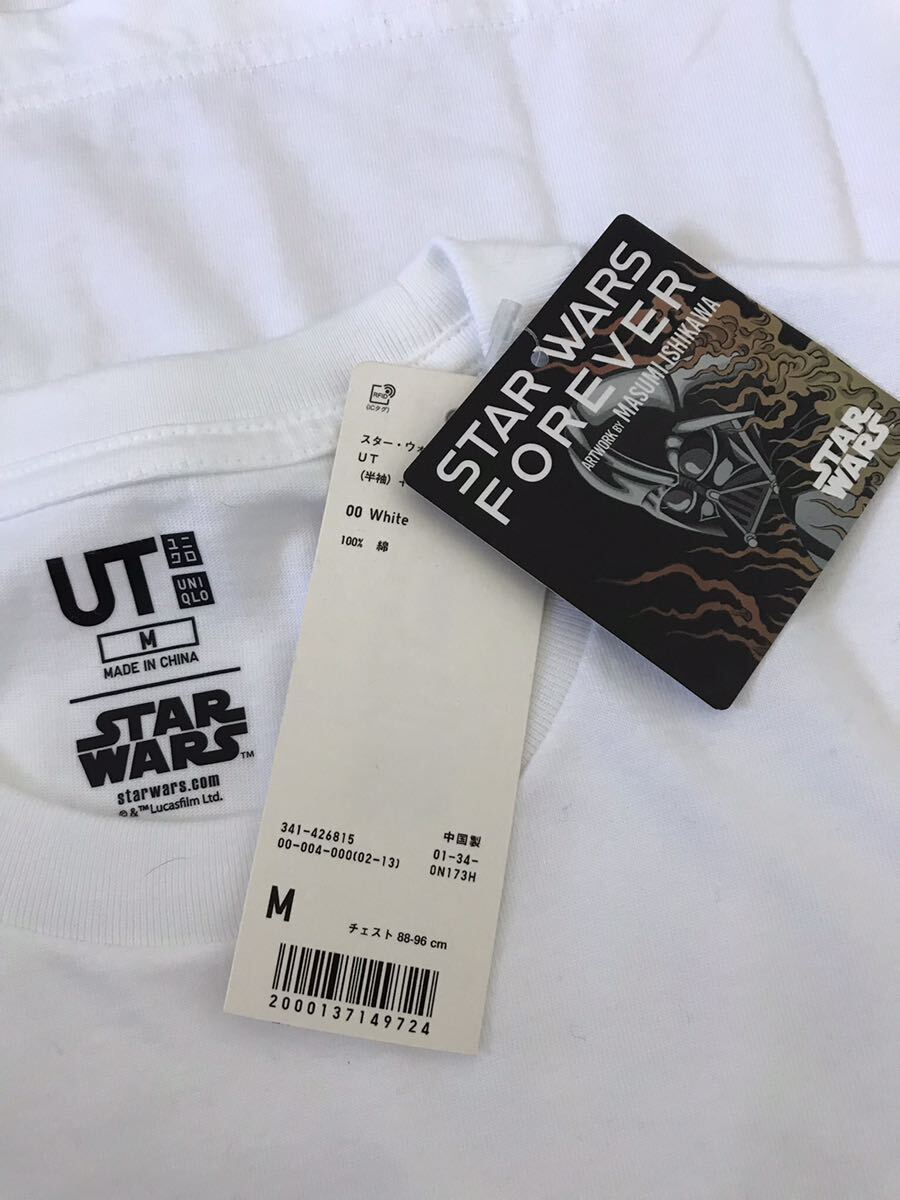 STAR WARS
FOREVER
ARTWORK BY MASUMI ISHIKAWA
STAR
WARS
RFID
(ICタグ)
スター・ウォ
UT
(半袖)+
00 White
100% 綿
341-426815
00-004-000(02-13)
中国製
01-34-
0N173H
M
チェスト 88-96 cm
2000137149724
UT
ユニ
クロ
UNI
QLO
M
MADE IN CHINA
STAR
WARS™
starwars.com
©&™Lucasfilm Ltd.